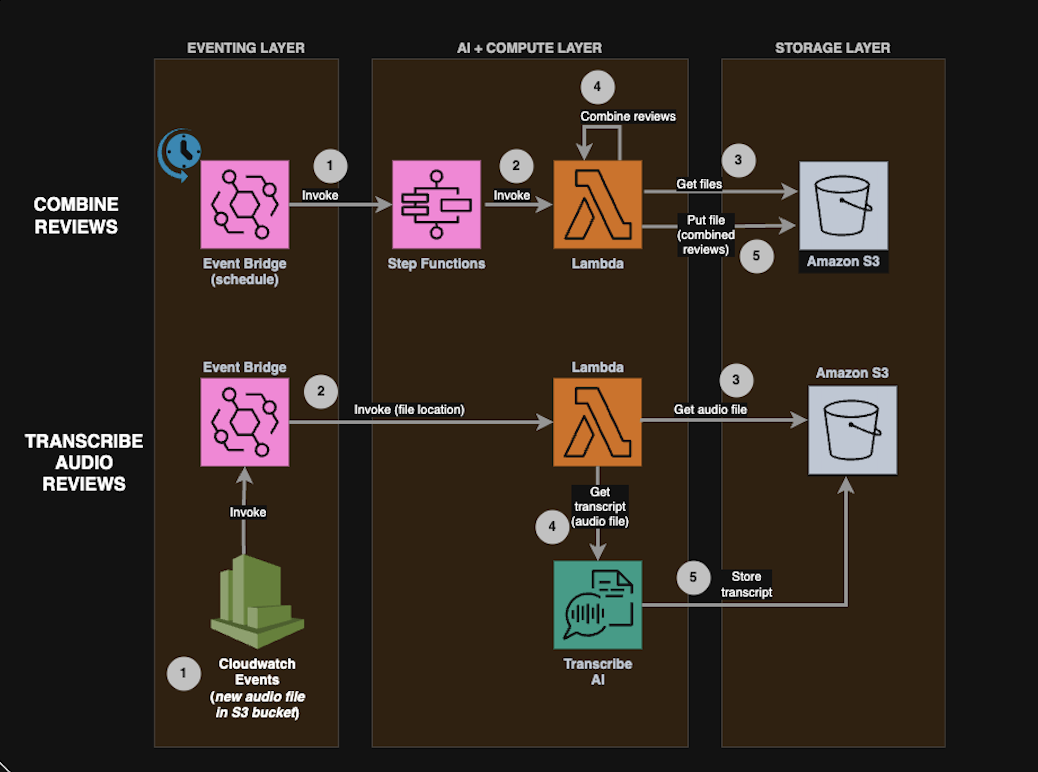 EVENTING LAYER
AI + COMPUTE LAYER
STORAGE LAYER
COMBINE
REVIEWS
1
Invoke
Event Bridge
(schedule)
2
Invoke
Step Functions
4
Combine reviews
Lambda
3
Get files
Put file
(combined
reviews)
5
Amazon S3
TRANSCRIBE
AUDIO
REVIEWS
Event Bridge
2
Invoke (file location)
Lambda
3
Get audio file
Amazon S3
Invoke
Get
transcript
(audio file)
4
5
Store
transcript
Transcribe
AI
1
Cloudwatch
Events
(new audio file
in S3 bucket)